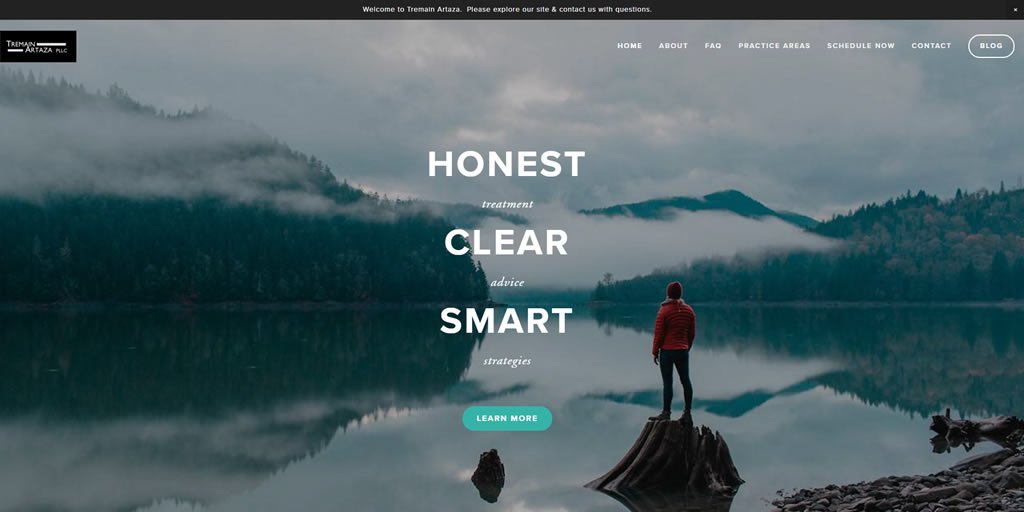 Welcome to Tremain Artaza. Please explore our site & contact us with questions.
×
TREMAIN
ARTAZA PLLC
HOME ABOUT FAQ PRACTICE AREAS SCHEDULE NOW CONTACT BLOG
HONEST
treatment
CLEAR
advice
SMART
strategies
LEARN MORE